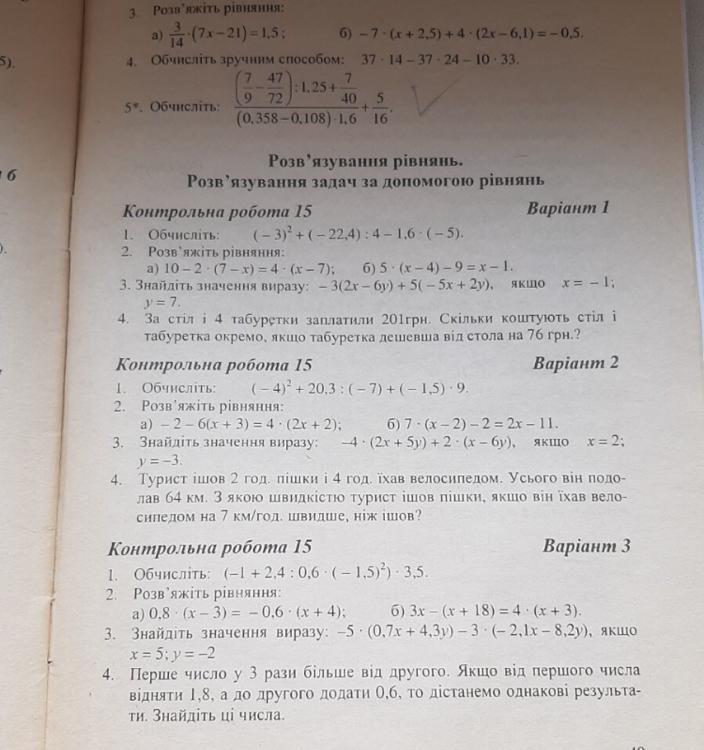 3. Розв'яжіть рівняння:
а) 3/14 · (7x – 21) = 1,5; б) – 7 · (x + 2,5) + 4 · (2x – 6,1) = – 0,5.
5).
4. Обчисліть зручним способом: 37 · 14 – 37 · 24 – 10 · 33.
5*. Обчисліть: ((7/9 – 47/72) : 1,25 + 7/40) / ((0,358 – 0,108) · 1,6) + 5/16.
Розв'язування рівнянь.
Розв'язування задач за допомогою рівнянь
б
Контрольна робота 15 Варіант 1
1. Обчисліть: (– 3)² + (– 22,4) : 4 – 1,6 · (– 5).
).
2. Розв'яжіть рівняння:
а) 10 – 2 · (7 – x) = 4 · (x – 7); б) 5 · (x – 4) – 9 = x – 1.
3. Знайдіть значення виразу: – 3(2x – 6y) + 5(– 5x + 2y), якщо x = – 1;
y = 7.
4. За стіл і 4 табуретки заплатили 201грн. Скільки коштують стіл і
табуретка окремо, якщо табуретка дешевша від стола на 76 грн.?
Контрольна робота 15 Варіант 2
1. Обчисліть: (– 4)² + 20,3 : (– 7) + (– 1,5) · 9.
2. Розв'яжіть рівняння:
а) – 2 – 6(x + 3) = 4 · (2x + 2); б) 7 · (x – 2) – 2 = 2x – 11.
3. Знайдіть значення виразу: –4 · (2x + 5y) + 2 · (x – 6y), якщо x = 2;
y = –3.
4. Турист ішов 2 год. пішки і 4 год. їхав велосипедом. Усього він подо-
лав 64 км. З якою швидкістю турист ішов пішки, якщо він їхав вело-
сипедом на 7 км/год. швидше, ніж ішов?
Контрольна робота 15 Варіант 3
1. Обчисліть: (–1 + 2,4 : 0,6 · (– 1,5)²) · 3,5.
2. Розв'яжіть рівняння:
а) 0,8 · (x – 3) = – 0,6 · (x + 4); б) 3x – (x + 18) = 4 · (x + 3).
3. Знайдіть значення виразу: –5 · (0,7x + 4,3y) – 3 · (– 2,1x – 8,2y), якщо
x = 5; y = –2
4. Перше число у 3 рази більше від другого. Якщо від першого числа
відняти 1,8, а до другого додати 0,6, то дістанемо однакові результа-
ти. Знайдіть ці числа.